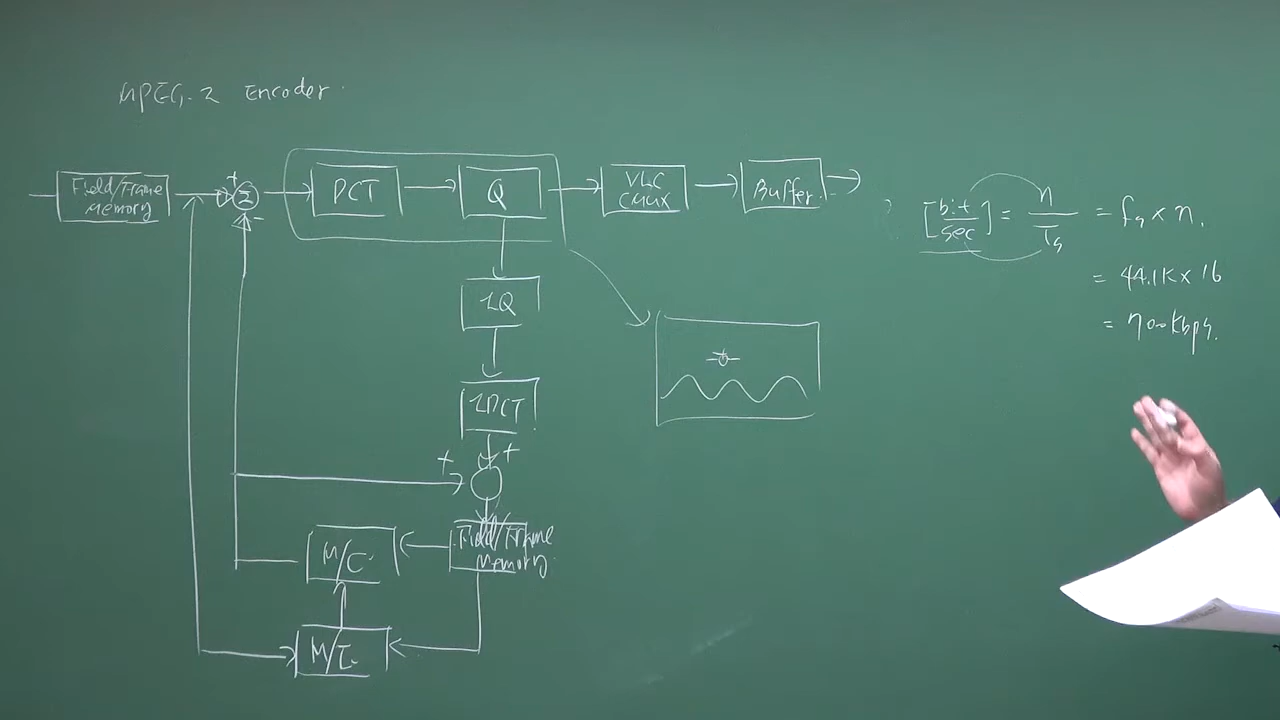 MPEG-2 Encoder.
Field/Frame
Memory
+
Σ
-
DCT
Q
VLC
CMUX
Buffer
IQ
IDCT
+
+
Field/Frame
Memory
M/C
M/E
[bit/sec] = n/Ts = fs × n.
= 44.1K × 16
= 700Kbps.